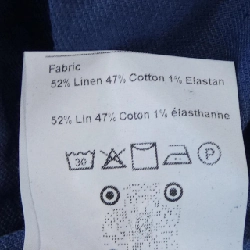 Fabric
52% Linen 47% Cotton 1% Elastan
52% Lin 47% Coton 1% élasthanne
30 P